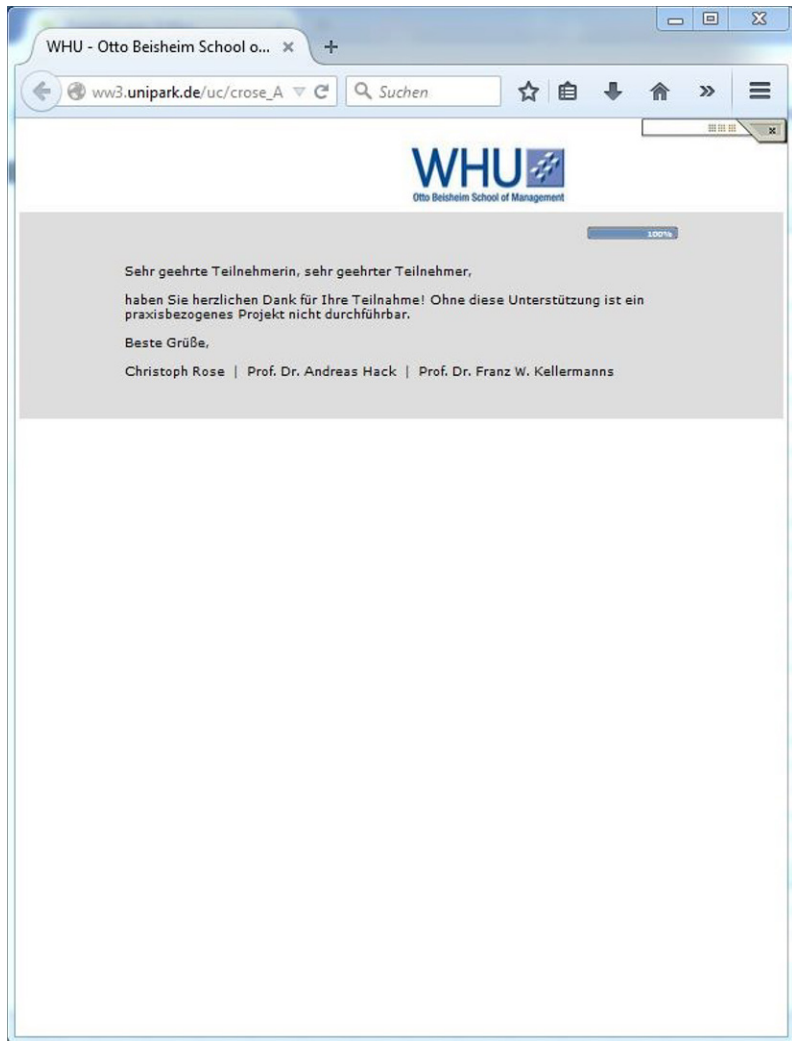 WHU - Otto Beisheim School o...
ww3.unipark.de/uc/crose_A
Suchen
WHU
Otto Beisheim School of Management
100%
Sehr geehrte Teilnehmerin, sehr geehrter Teilnehmer,
haben Sie herzlichen Dank für Ihre Teilnahme! Ohne diese Unterstützung ist ein
praxisbezogenes Projekt nicht durchführbar.
Beste Grüße,
Christoph Rose | Prof. Dr. Andreas Hack | Prof. Dr. Franz W. Kellermanns